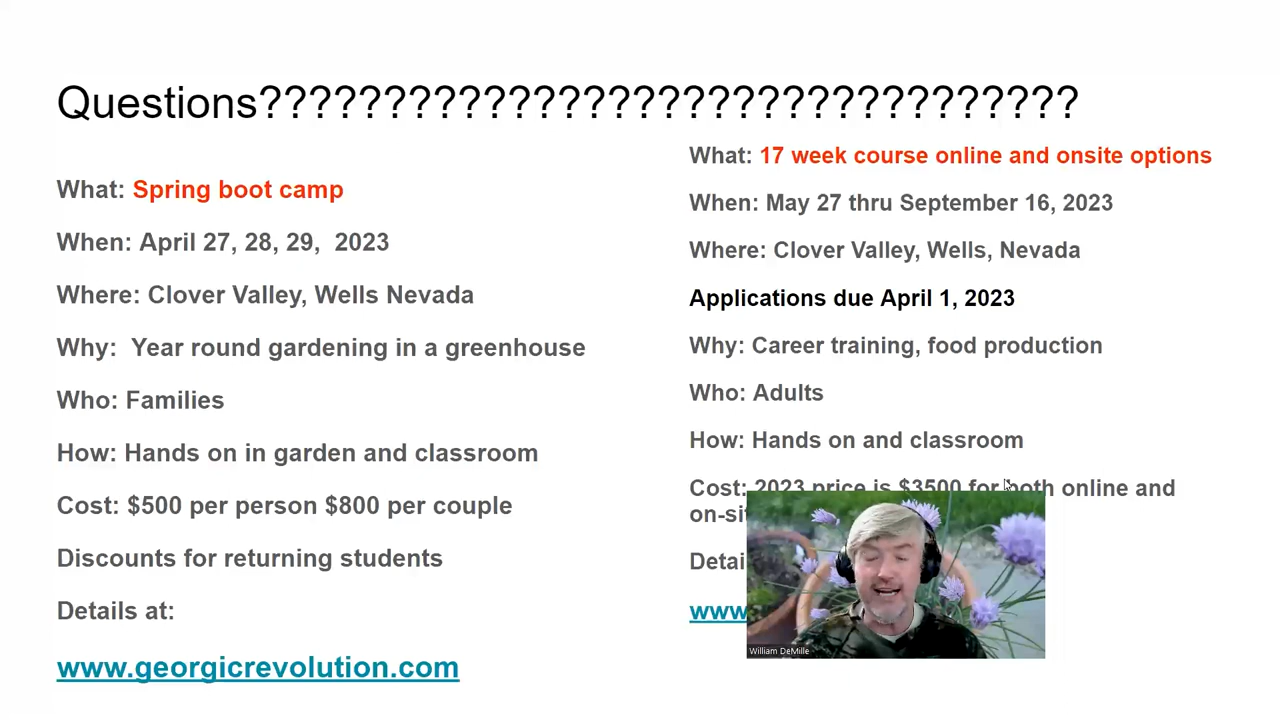 Questions?????????????????????????????????
What: Spring boot camp
When: April 27, 28, 29,  2023
Where: Clover Valley, Wells Nevada
Why:  Year round gardening in a greenhouse
Who: Families
How: Hands on in garden and classroom
Cost: $500 per person $800 per couple
Discounts for returning students
Details at:
www.georgicrevolution.com
What: 17 week course online and onsite options
When: May 27 thru September 16, 2023
Where: Clover Valley, Wells, Nevada
Applications due April 1, 2023
Why: Career training, food production
Who: Adults
How: Hands on and classroom
Cost: 2023 price is $3500 for both online and
William DeMille